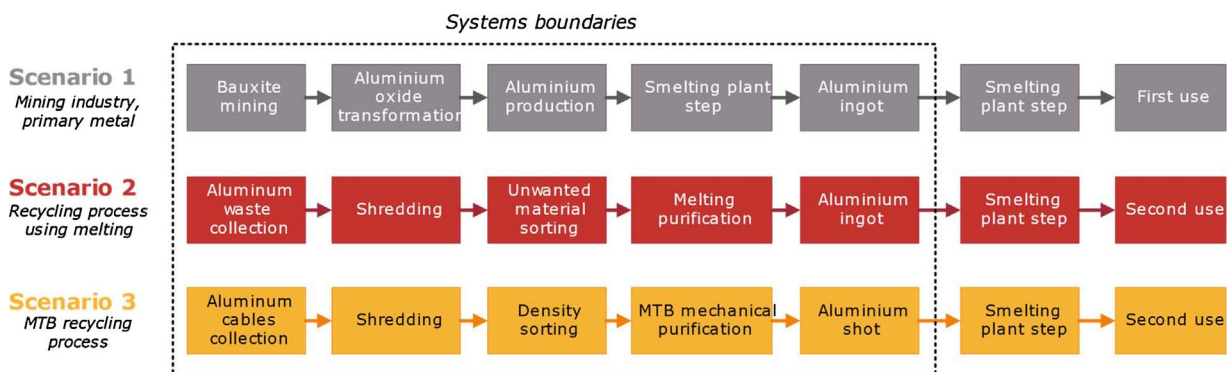 Systems boundaries
Scenario 1
Mining industry,
primary metal
Bauxite
mining
Aluminium
oxide
transformation
Aluminium
production
Smelting plant
step
Aluminium
ingot
Smelting
plant step
First use
Scenario 2
Recycling process
using melting
Aluminum
waste
collection
Shredding
Unwanted
material
sorting
Melting
purification
Aluminium
ingot
Smelting
plant step
Second use
Scenario 3
MTB recycling
process
Aluminum
cables
collection
Shredding
Density
sorting
MTB mechanical
purification
Aluminium
shot
Smelting
plant step
Second use